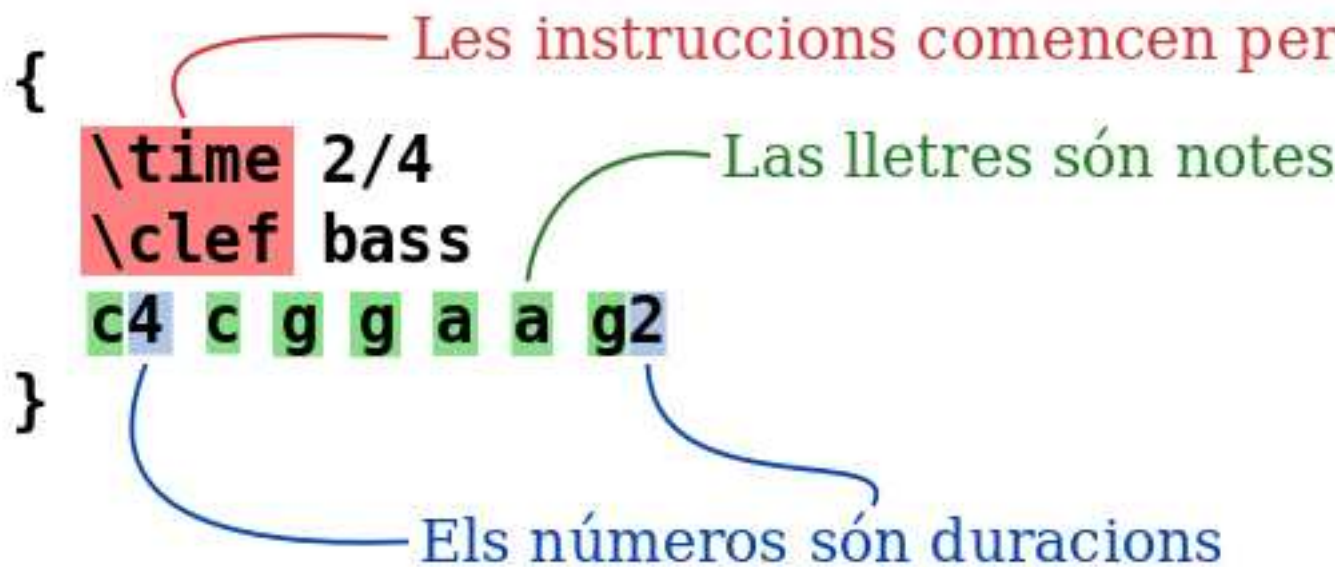 Les instruccions comencen per
{
\time 2/4
Las lletres són notes
\clef bass
c4 c g g a a g2
}
Els números són duracions